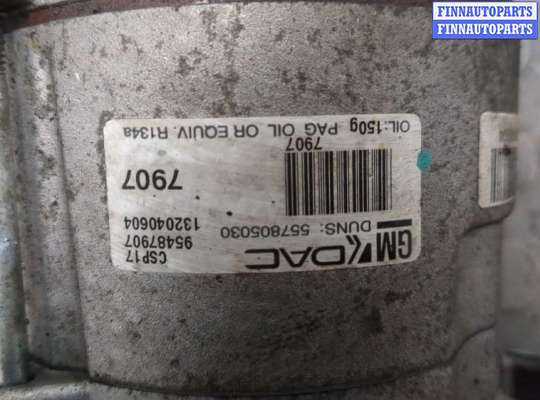 FINNAUTOPARTS
FINNAUTOPARTS
GM DAC
DUNS: 557805030
CSP17
95487907
132040604
7907
7907
OIL:150g PAG OIL OR EQUIV. R134a